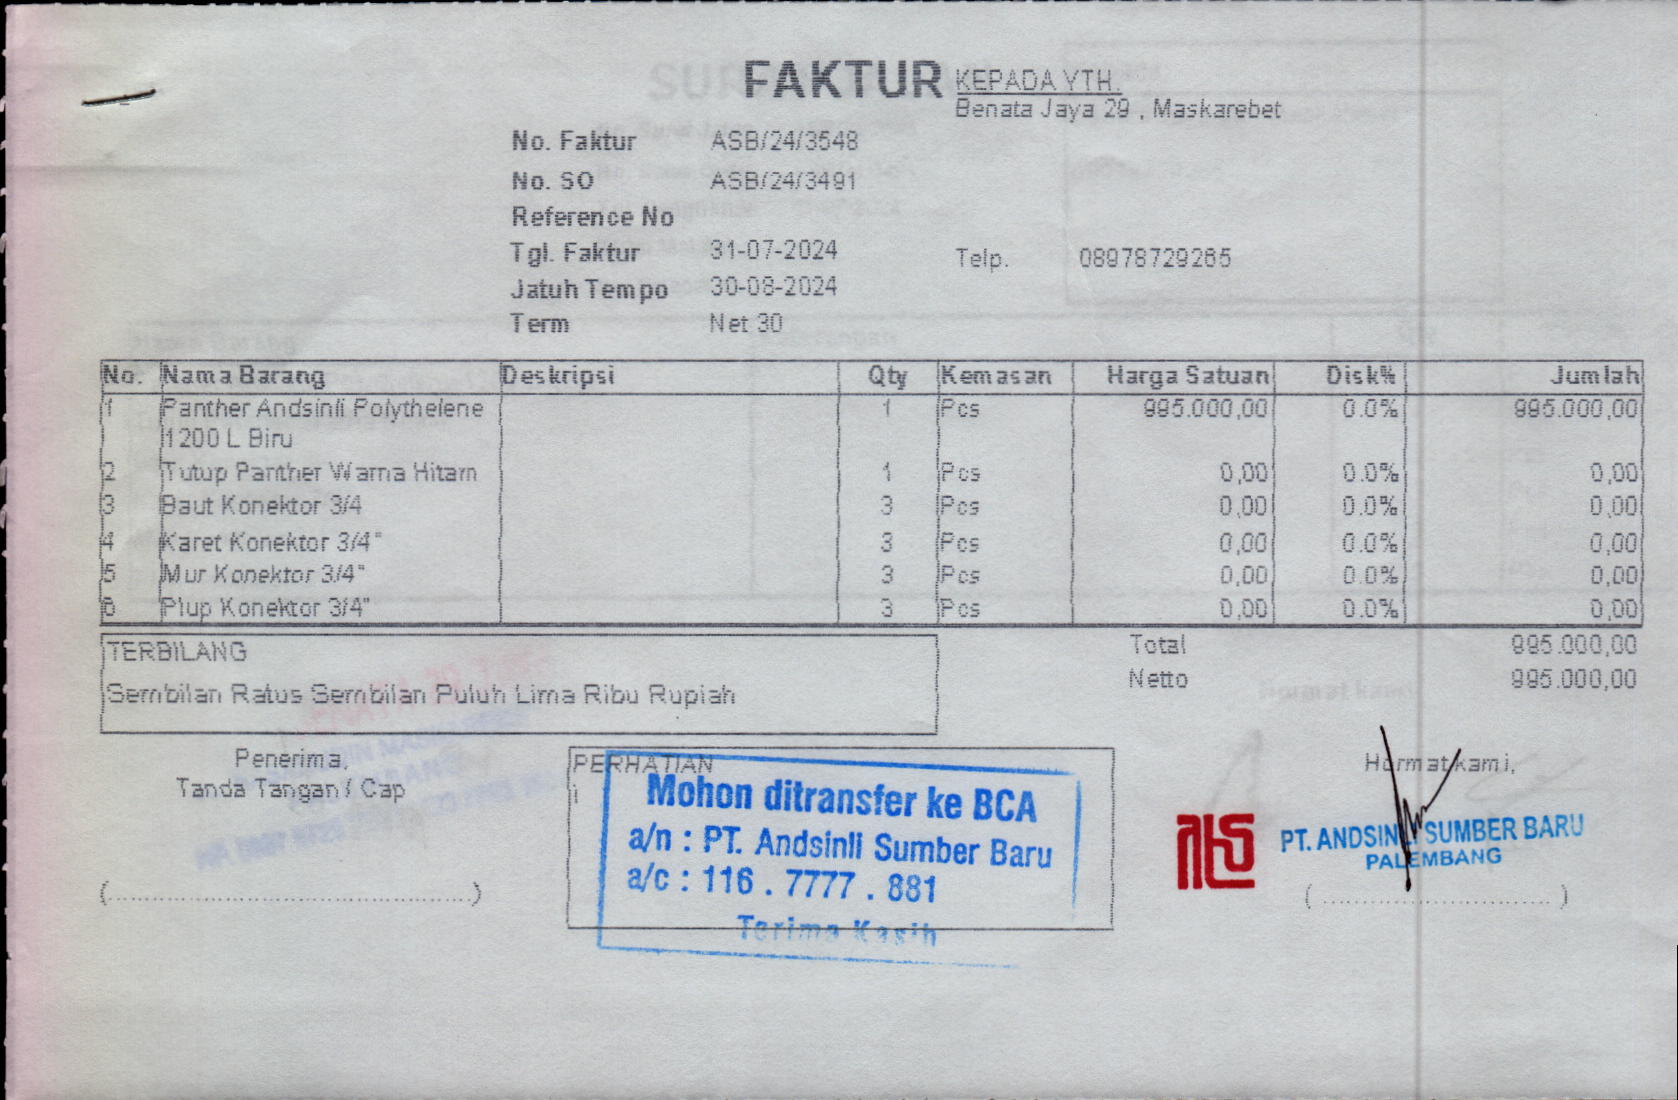 FAKTUR
KEPADA YTH.
Benata Jaya 29 , Maskarebet
No. Faktur ASB/24/3548
No. SO ASB/24/3491
Reference No
Tgl. Faktur 31-07-2024
Telp. 08978729265
Jatuh Tempo 30-08-2024
Term Net 30
No. Nama Barang Deskripsi Qty Kemasan Harga Satuan Disk% Jumlah
1 Panther Andsinli Polythelene 1 Pcs 995.000,00 0.0% 995.000,00
1200 L Biru
2 Tutup Panther Warna Hitam 1 Pcs 0,00 0.0% 0,00
3 Baut Konektor 3/4 3 Pcs 0,00 0.0% 0,00
4 Karet Konektor 3/4" 3 Pcs 0,00 0.0% 0,00
5 Mur Konektor 3/4" 3 Pcs 0,00 0.0% 0,00
6 Plup Konektor 3/4" 3 Pcs 0,00 0.0% 0,00
TERBILANG
Sembilan Ratus Sembilan Puluh Lima Ribu Rupiah
Total 995.000,00
Netto 995.000,00
Penerima,
Tanda Tangan / Cap
(................................................)
PERHATIAN
i
Mohon ditransfer ke BCA
a/n : PT. Andsinli Sumber Baru
a/c : 116 . 7777 . 881
Terima Kasih
Hormat kami,
PT. ANDSINLI SUMBER BARU
PALEMBANG
( .............................. )